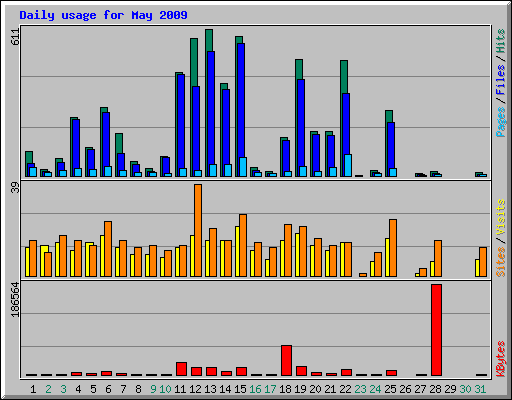 Daily usage for May 2009
611
Pages / Files / Hits
39
Sites / Visits
186564
KBytes
1 2 3 4 5 6 7 8 9 10 11 12 13 14 15 16 17 18 19 20 21 22 23 24 25 26 27 28 29 30 31